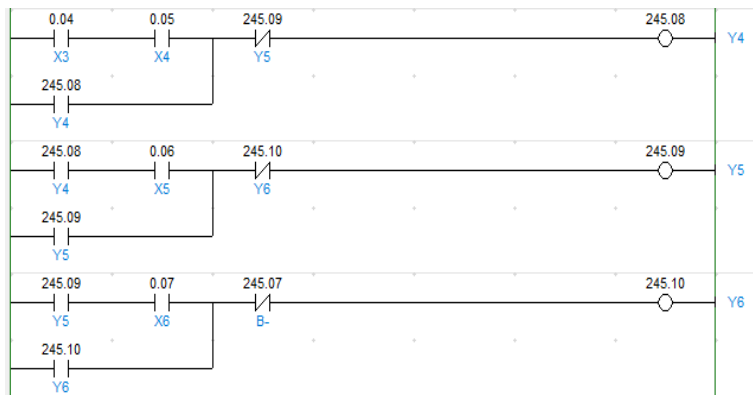 0.04 0.05 245.09 245.08
Y4
X3 X4 Y5
245.08
Y4
245.08 0.06 245.10 245.09
Y5
Y4 X5 Y6
245.09
Y5
245.09 0.07 245.07 245.10
Y6
Y5 X6 B-
245.10
Y6